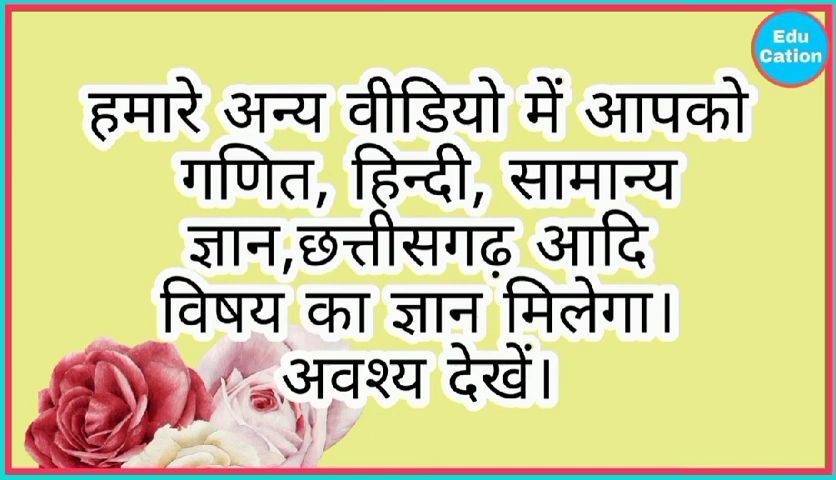 Edu
Cation
हमारे अन्य वीडियो में आपको
गणित, हिन्दी, सामान्य
ज्ञान,छत्तीसगढ़ आदि
विषय का ज्ञान मिलेगा।
अवश्य देखें।